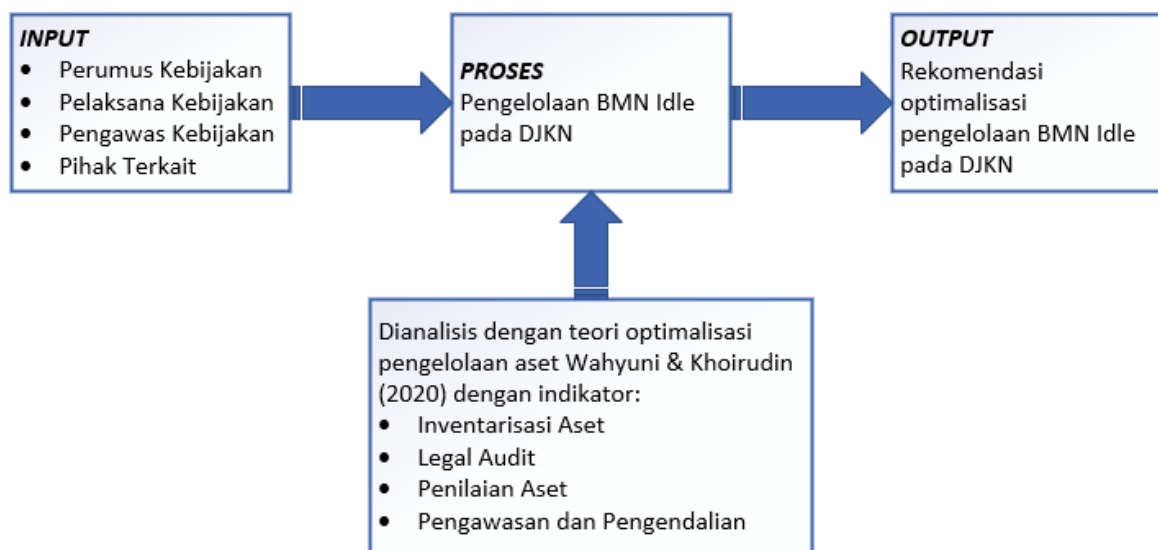 INPUT
• Perumus Kebijakan
• Pelaksana Kebijakan
• Pengawas Kebijakan
• Pihak Terkait
PROSES
Pengelolaan BMN Idle
pada DJKN
OUTPUT
Rekomendasi
optimalisasi
pengelolaan BMN Idle
pada DJKN
Dianalisis dengan teori optimalisasi
pengelolaan aset Wahyuni & Khoirudin
(2020) dengan indikator:
• Inventarisasi Aset
• Legal Audit
• Penilaian Aset
• Pengawasan dan Pengendalian